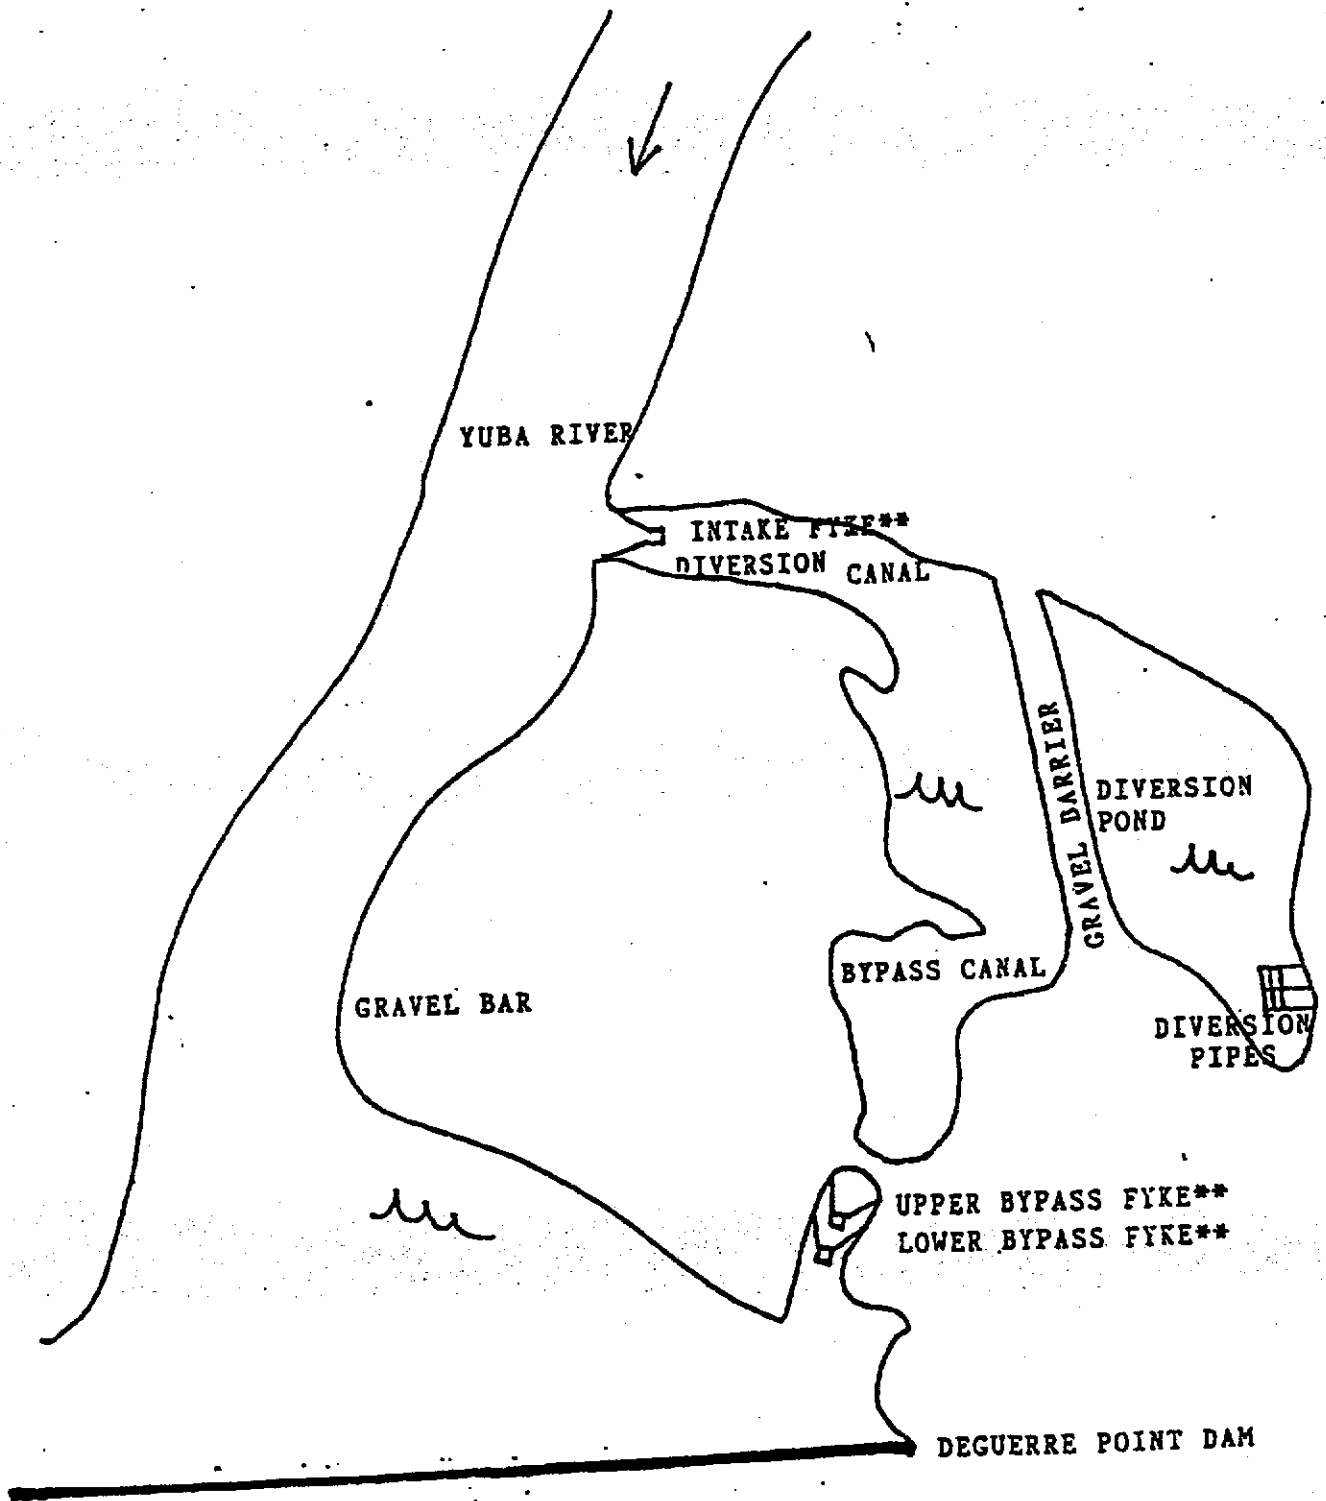 YUBA RIVER
INTAKE FYKE**
DIVERSION CANAL
GRAVEL BARRIER
DIVERSION
POND
BYPASS CANAL
GRAVEL BAR
DIVERSION
PIPES
UPPER BYPASS FYKE**
LOWER BYPASS FYKE**
DEGUERRE POINT DAM